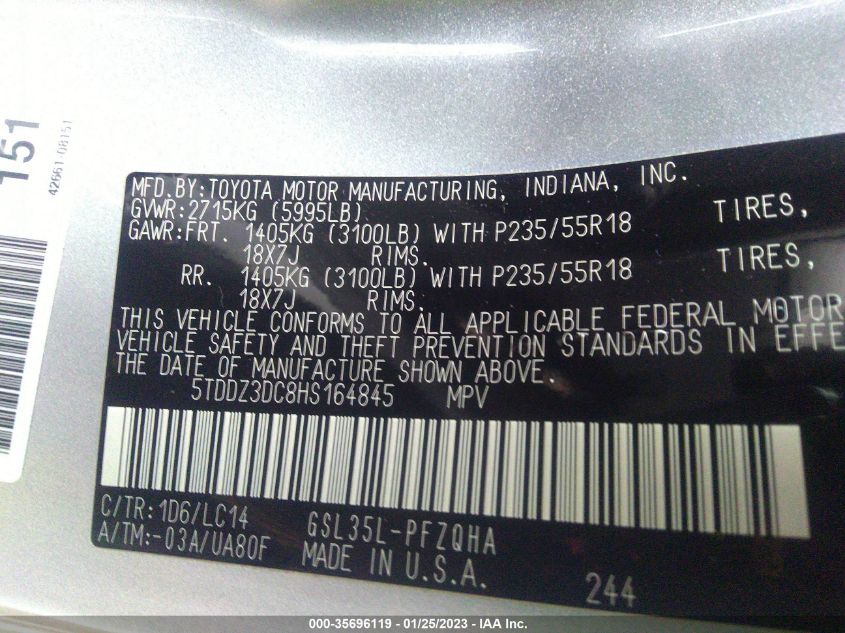 151
42661-08151
MFD.BY:TOYOTA MOTOR MANUFACTURING, INDIANA, INC.
GVWR:2715KG (5995LB)
GAWR:FRT. 1405KG (3100LB) WITH P235/55R18 TIRES,
18X7J RIMS.
RR. 1405KG (3100LB) WITH P235/55R18 TIRES,
18X7J RIMS.
THIS VEHICLE CONFORMS TO ALL APPLICABLE FEDERAL MOTOR
VEHICLE SAFETY AND THEFT PREVENTION STANDARDS IN EFFE
THE DATE OF MANUFACTURE SHOWN ABOVE.
5TDDZ3DC8HS164845 MPV
C/TR:1D6/LC14 GSL35L-PFZQHA
A/TM:-03A/UA80F MADE IN U.S.A.
244
000-35696119 — 01/25/2023 — IAA Inc.